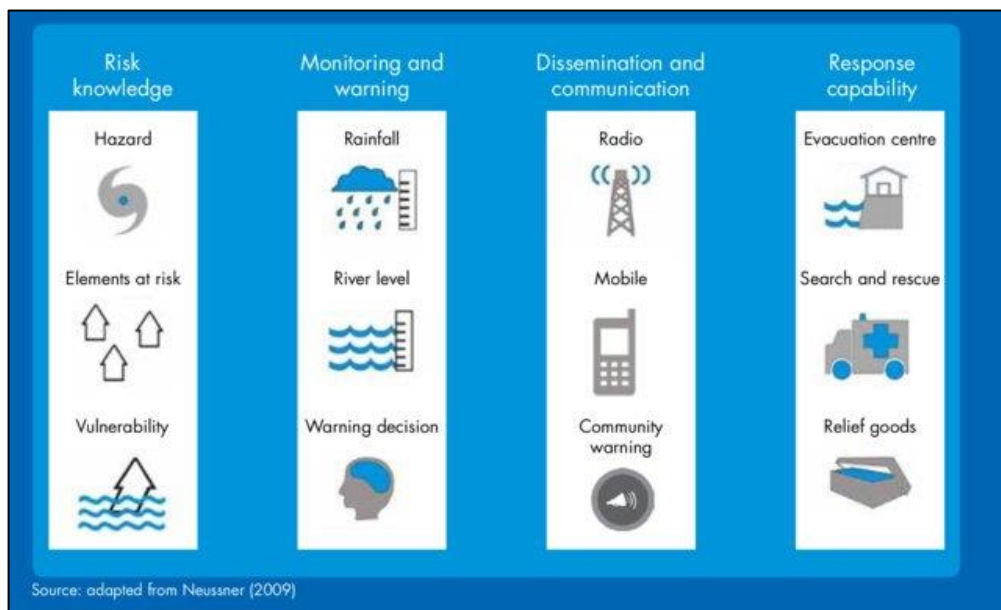 Risk
knowledge
Hazard
Elements at risk
Vulnerability
Monitoring and
warning
Rainfall
River level
Warning decision
Dissemination and
communication
Radio
Mobile
Community
warning
Response
capability
Evacuation centre
Search and rescue
Relief goods
Source: adapted from Neussner (2009)